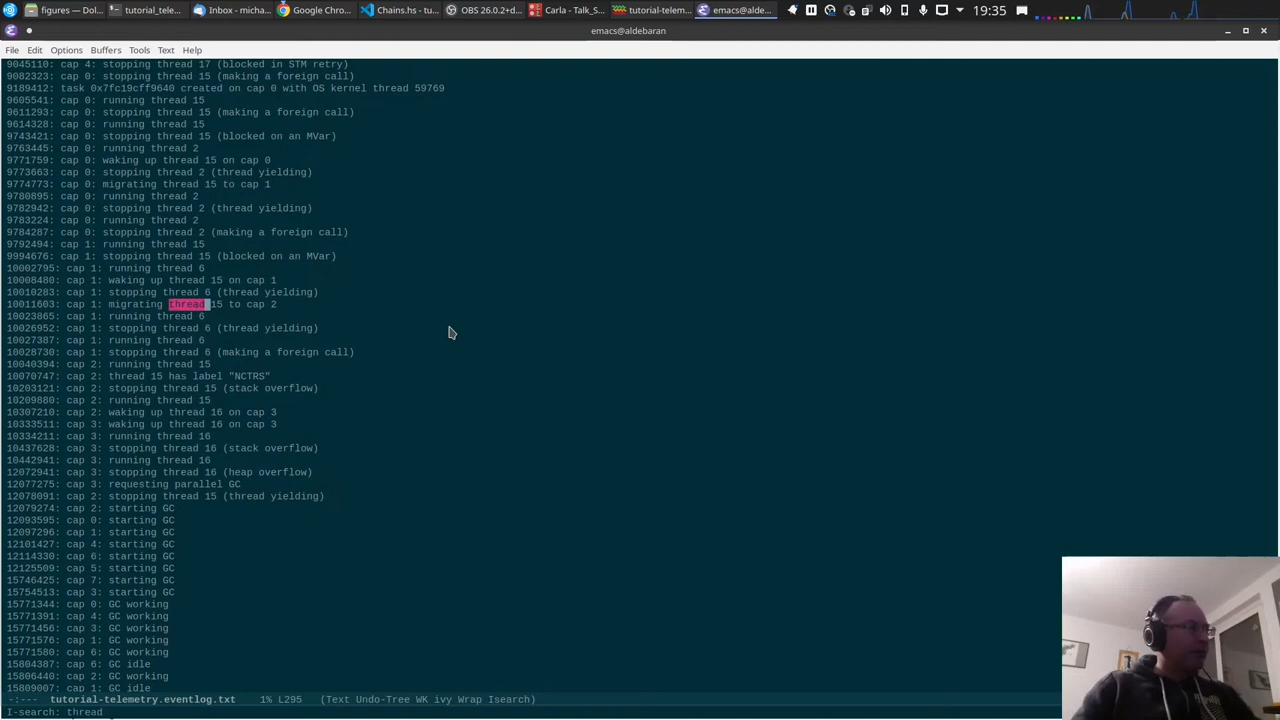 figures — Do...
tutorial_telem...
Inbox - micha...
Google Chro...
Chains.hs - tu...
OBS 26.0.2+d...
Carla - Talk_S...
tutorial-telem...
emacs@alde...
19:35
emacs@aldebaran
File Edit Options Buffers Tools Text Help
9045110: cap 4: stopping thread 17 (blocked in STM retry)
9082323: cap 0: stopping thread 15 (making a foreign call)
9189412: task 0x7fc19cff9640 created on cap 0 with OS kernel thread 59769
9605541: cap 0: running thread 15
9611293: cap 0: stopping thread 15 (making a foreign call)
9614328: cap 0: running thread 15
9743421: cap 0: stopping thread 15 (blocked on an MVar)
9763445: cap 0: running thread 2
9771759: cap 0: waking up thread 15 on cap 0
9773663: cap 0: stopping thread 2 (thread yielding)
9774773: cap 0: migrating thread 15 to cap 1
9780895: cap 0: running thread 2
9782942: cap 0: stopping thread 2 (thread yielding)
9783224: cap 0: running thread 2
9784287: cap 0: stopping thread 2 (making a foreign call)
9792494: cap 1: running thread 15
9994676: cap 1: stopping thread 15 (blocked on an MVar)
10002795: cap 1: running thread 6
10008480: cap 1: waking up thread 15 on cap 1
10010283: cap 1: stopping thread 6 (thread yielding)
10011603: cap 1: migrating thread 15 to cap 2
10023865: cap 1: running thread 6
10026952: cap 1: stopping thread 6 (thread yielding)
10027387: cap 1: running thread 6
10028730: cap 1: stopping thread 6 (making a foreign call)
10040394: cap 2: running thread 15
10070747: cap 2: thread 15 has label "NCTRS"
10203121: cap 2: stopping thread 15 (stack overflow)
10209880: cap 2: running thread 15
10307210: cap 2: waking up thread 16 on cap 3
10333511: cap 3: waking up thread 16 on cap 3
10334211: cap 3: running thread 16
10437628: cap 3: stopping thread 16 (stack overflow)
10442941: cap 3: running thread 16
12072941: cap 3: stopping thread 16 (heap overflow)
12077275: cap 3: requesting parallel GC
12078091: cap 2: stopping thread 15 (thread yielding)
12079274: cap 2: starting GC
12093595: cap 0: starting GC
12097296: cap 1: starting GC
12101427: cap 4: starting GC
12114330: cap 6: starting GC
12125509: cap 5: starting GC
15746425: cap 7: starting GC
15754513: cap 3: starting GC
15771344: cap 0: GC working
15771391: cap 4: GC working
15771456: cap 3: GC working
15771576: cap 1: GC working
15771580: cap 6: GC working
15804387: cap 6: GC idle
15806440: cap 2: GC working
15809007: cap 1: GC idle
-:--- tutorial-telemetry.eventlog.txt 1% L295 (Text Undo-Tree WK ivy Wrap Isearch)
I-search: thread